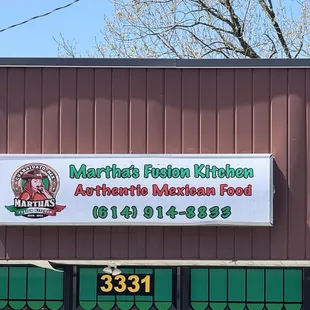 Martha's Fusion Kitchen
Authentic Mexican Food
(614) 914-8833
MARTHA'S
3331